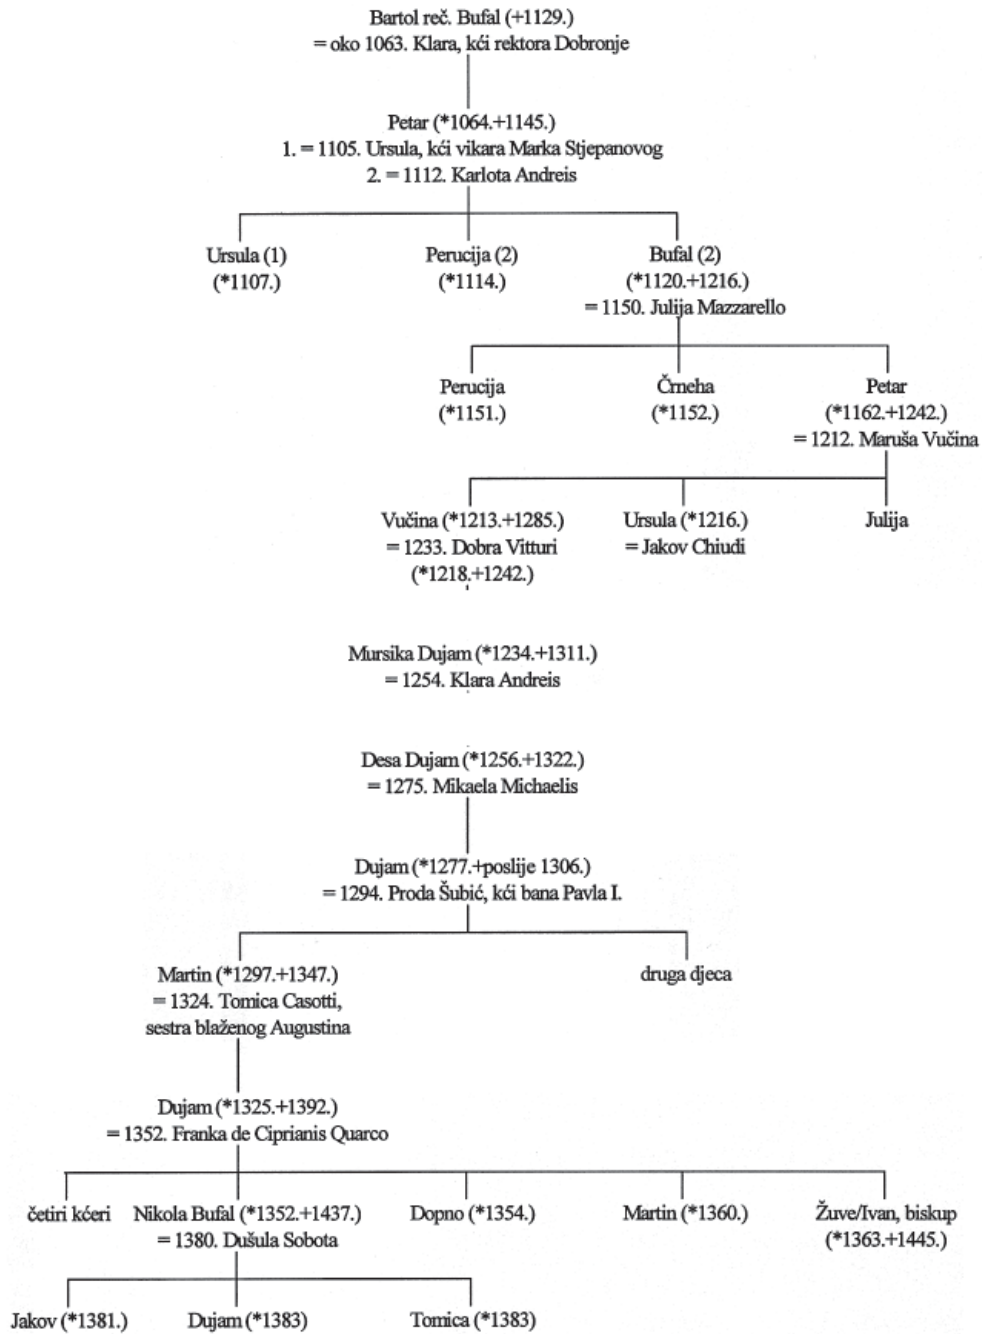 Bartol reč. Bufal (+1129.)
= oko 1063. Klara, kći rektora Dobronje
Petar (*1064.+1145.)
1. = 1105. Ursula, kći vikara Marka Stjepanovog
2. = 1112. Karlota Andreis
Ursula (1)
(*1107.)
Perucija (2)
(*1114.)
Bufal (2)
(*1120.+1216.)
= 1150. Julija Mazzarello
Perucija
(*1151.)
Črneha
(*1152.)
Petar
(*1162.+1242.)
= 1212. Maruša Vučina
Vučina (*1213.+1285.)
= 1233. Dobra Vitturi
(*1218.+1242.)
Ursula (*1216.)
= Jakov Chiudi
Julija
Mursika Dujam (*1234.+1311.)
= 1254. Klara Andreis
Desa Dujam (*1256.+1322.)
= 1275. Mikaela Michaelis
Dujam (*1277.+poslije 1306.)
= 1294. Proda Šubić, kći bana Pavla I.
Martin (*1297.+1347.)
= 1324. Tomica Casotti,
sestra blaženog Augustina
druga djeca
Dujam (*1325.+1392.)
= 1352. Franka de Ciprianis Quarco
četiri kćeri
Nikola Bufal (*1352.+1437.)
= 1380. Dušula Sobota
Dopno (*1354.)
Martin (*1360.)
Žuve/Ivan, biskup
(*1363.+1445.)
Jakov (*1381.)
Dujam (*1383)
Tomica (*1383)